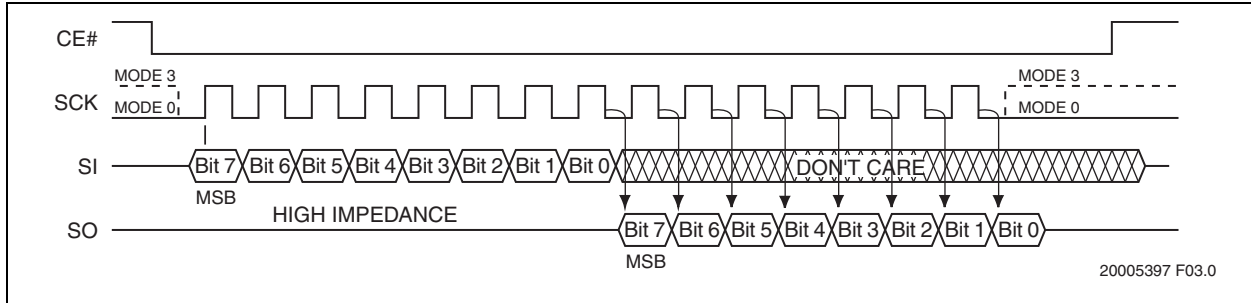 CE#
MODE 3 MODE 3
SCK MODE 0 MODE 0
SI Bit 7 Bit 6 Bit 5 Bit 4 Bit 3 Bit 2 Bit 1 Bit 0 DON'T CARE
MSB
HIGH IMPEDANCE
SO Bit 7 Bit 6 Bit 5 Bit 4 Bit 3 Bit 2 Bit 1 Bit 0
MSB
20005397 F03.0